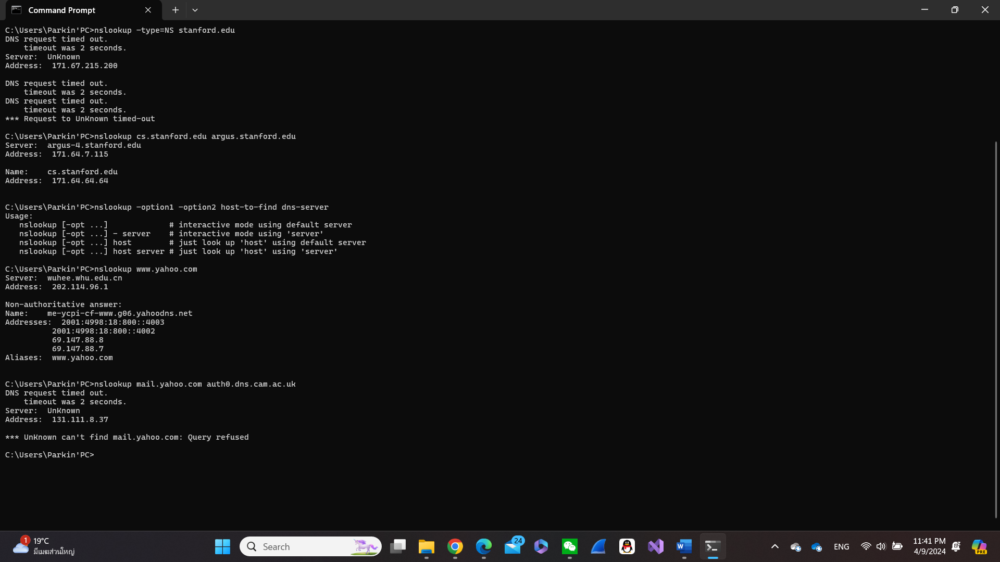 Command Prompt
C:\Users\Parkin'PC>nslookup -type=NS stanford.edu
DNS request timed out.
    timeout was 2 seconds.
Server:  UnKnown
Address:  171.67.215.200

DNS request timed out.
    timeout was 2 seconds.
DNS request timed out.
    timeout was 2 seconds.
*** Request to UnKnown timed-out

C:\Users\Parkin'PC>nslookup cs.stanford.edu argus.stanford.edu
Server:  argus-4.stanford.edu
Address:  171.64.7.115

Name:    cs.stanford.edu
Address:  171.64.64.64

C:\Users\Parkin'PC>nslookup -option1 -option2 host-to-find dns-server
Usage:
   nslookup [-opt ...]             # interactive mode using default server
   nslookup [-opt ...] - server    # interactive mode using 'server'
   nslookup [-opt ...] host        # just look up 'host' using default server
   nslookup [-opt ...] host server # just look up 'host' using 'server'

C:\Users\Parkin'PC>nslookup www.yahoo.com
Server:  wuhee.whu.edu.cn
Address:  202.114.96.1

Non-authoritative answer:
Name:    me-ycpi-cf-www.g06.yahoodns.net
Addresses:  2001:4998:18:800::4003
          2001:4998:18:800::4002
          69.147.88.8
          69.147.88.7
Aliases:  www.yahoo.com

C:\Users\Parkin'PC>nslookup mail.yahoo.com auth0.dns.cam.ac.uk
DNS request timed out.
    timeout was 2 seconds.
Server:  UnKnown
Address:  131.111.8.37

*** UnKnown can't find mail.yahoo.com: Query refused

C:\Users\Parkin'PC>
1
19°C
มีเมฆส่วนใหญ่
Search
24
W
ENG
11:41 PM
4/9/2024
PRE